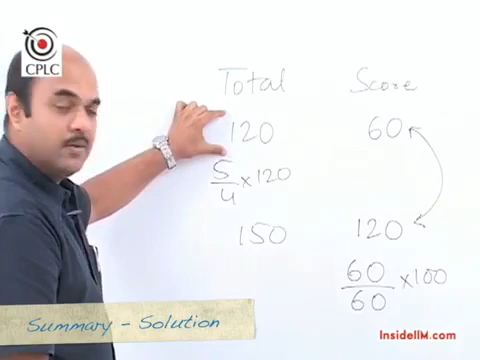 CPLC
Total Score
120 60
5/4 ×120
150 120
60/60 ×100
Summary - Solution
InsideIIM.com